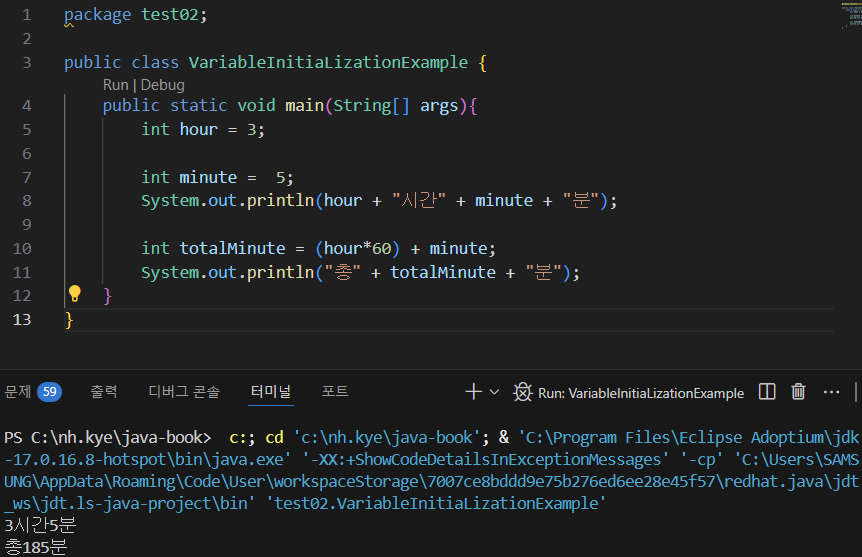 1 package test02;
2
3 public class VariableInitiaLizationExample {
Run | Debug
4 public static void main(String[] args){
5 int hour = 3;
6
7 int minute =  5;
8 System.out.println(hour + "시간" + minute + "분");
9
10 int totalMinute = (hour*60) + minute;
11 System.out.println("총" + totalMinute + "분");
12 }
13 }
문제 59 출력 디버그 콘솔 터미널 포트 Run: VariableInitiaLizationExample
PS C:\nh.kye\java-book>  c:; cd 'c:\nh.kye\java-book'; & 'C:\Program Files\Eclipse Adoptium\jdk
-17.0.16.8-hotspot\bin\java.exe' '-XX:+ShowCodeDetailsInExceptionMessages' '-cp' 'C:\Users\SAMS
UNG\AppData\Roaming\Code\User\workspaceStorage\7007ce8bddd9e75b276ed6ee28e45f57\redhat.java\jdt
_ws\jdt.ls-java-project\bin' 'test02.VariableInitiaLizationExample'
3시간5분
총185분